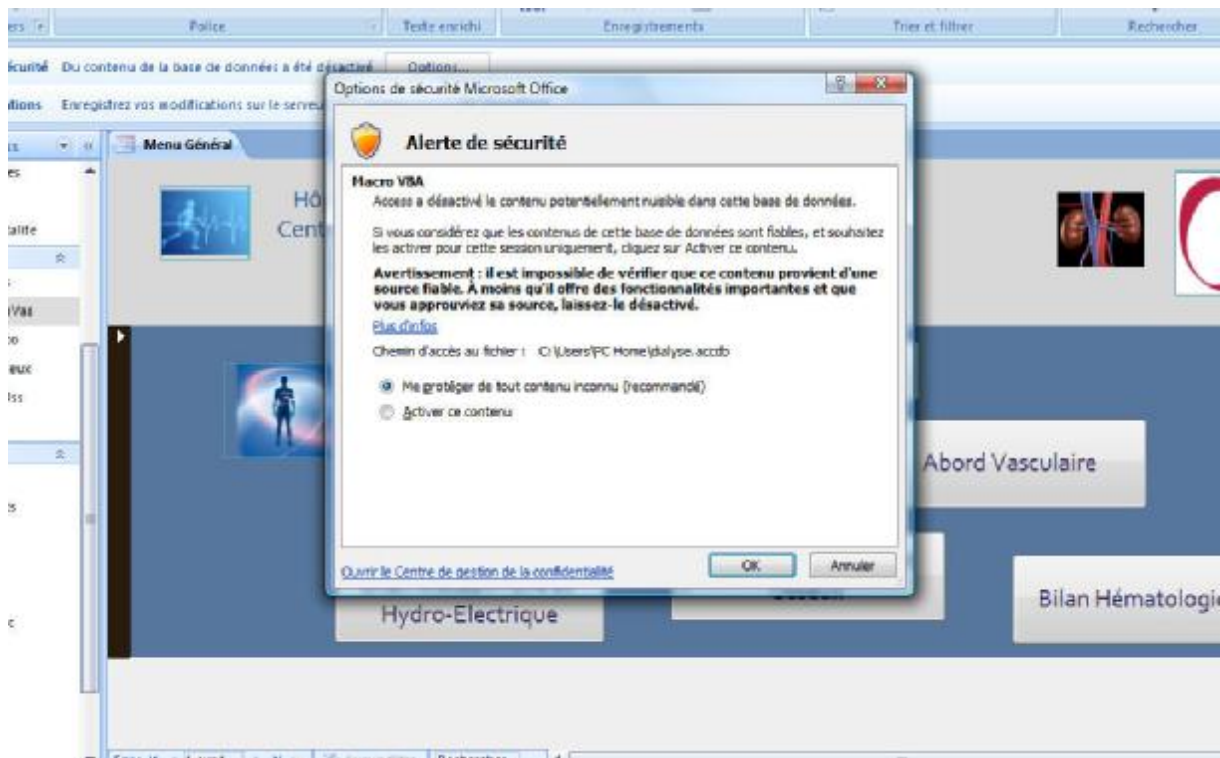 Police
Texte enrichi
Enregistrements
Trier et filtrer
Rechercher
Du contenu de la base de données a été désactivé
Options...
Enregistrez vos modifications sur le serveu
Options de sécurité Microsoft Office
Menu Général
Alerte de sécurité
Hô
Cent
Macro VBA
Access a désactivé le contenu potentiellement nuisible dans cette base de données.
Si vous considérez que les contenus de cette base de données sont fiables, et souhaitez
les activer pour cette session uniquement, cliquez sur Activer ce contenu.
Avertissement : il est impossible de vérifier que ce contenu provient d'une
source fiable. À moins qu'il offre des fonctionnalités importantes et que
vous approuviez sa source, laissez-le désactivé.
Plus d'infos
Chemin d'accès au fichier : C:\Users\PC Home\dialyse.accdb
Me protéger de tout contenu inconnu (recommandé)
Activer ce contenu
Abord Vasculaire
Ouvrir le Centre de gestion de la confidentialité
OK
Annuler
Hydro-Electrique
Bilan Hématologi